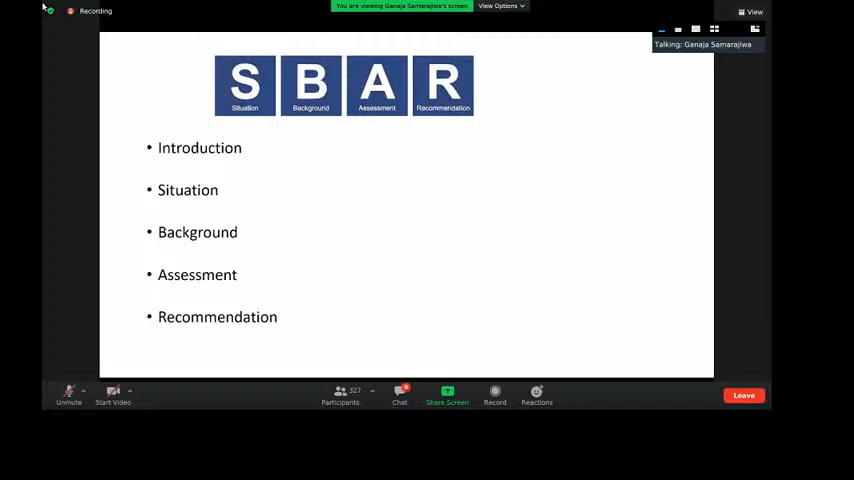 Recording
You are viewing Ganaja Samarajiwa's screen
View Options
View
Talking: Ganaja Samarajiwa
S B A R
Situation Background Assessment Recommendation
• Introduction
• Situation
• Background
• Assessment
• Recommendation
327
8
Unmute
Start Video
Participants
Chat
Share Screen
Record
Reactions
Leave